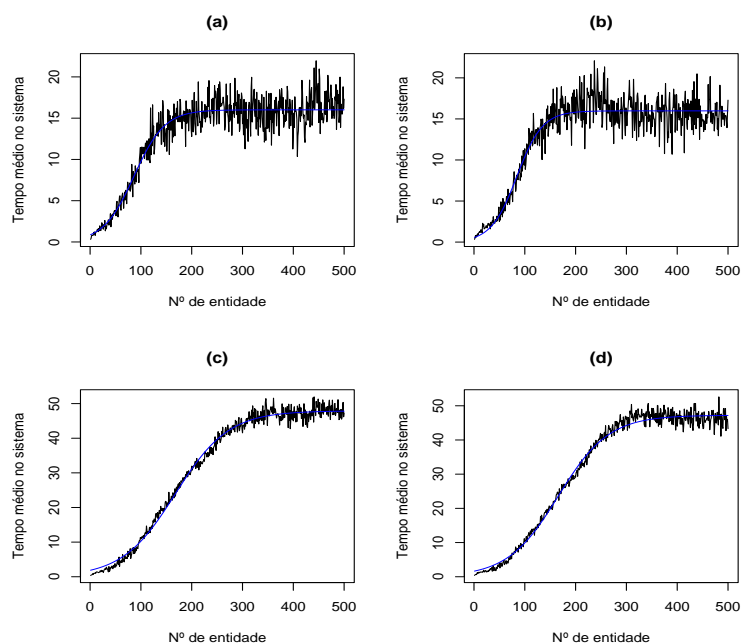 (a)
Tempo médio no sistema
0 5 10 15 20
0 100 200 300 400 500
Nº de entidade
(b)
Tempo médio no sistema
0 5 10 15 20
0 100 200 300 400 500
Nº de entidade
(c)
Tempo médio no sistema
0 10 20 30 40 50
0 100 200 300 400 500
Nº de entidade
(d)
Tempo médio no sistema
0 10 20 30 40 50
0 100 200 300 400 500
Nº de entidade